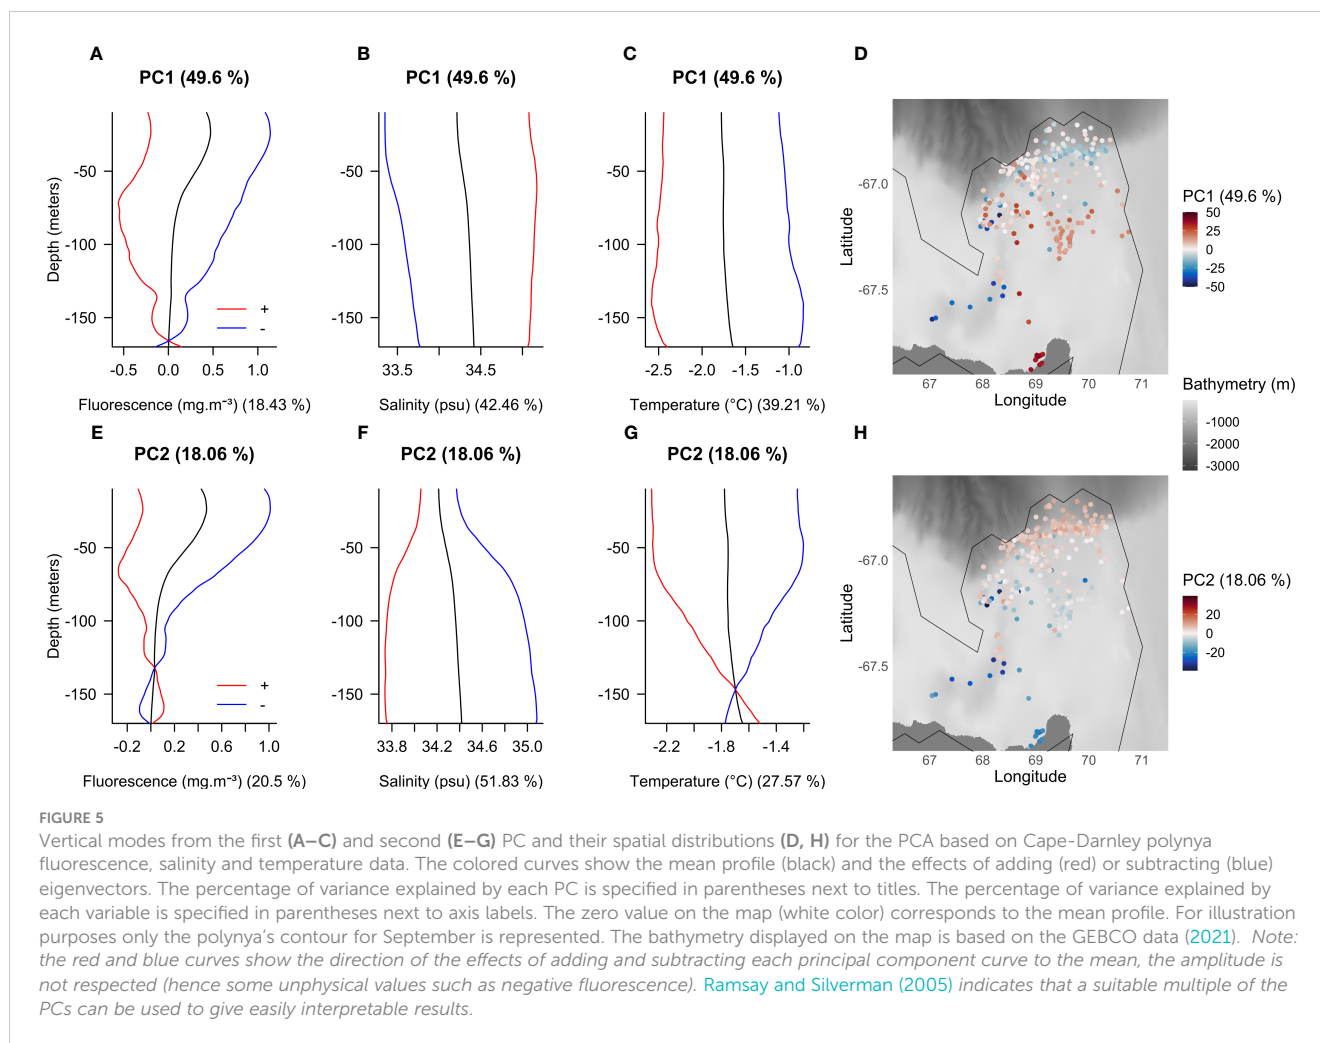 A
B
C
D
PC1 (49.6 %)
PC1 (49.6 %)
PC1 (49.6 %)
Depth (meters)
-50
-100
-150
+
-
-0.5 0.0 0.5 1.0
Fluorescence (mg.m⁻³) (18.43 %)
-50
-100
-150
33.5 34.5
Salinity (psu) (42.46 %)
-50
-100
-150
-2.5 -2.0 -1.5 -1.0
Temperature (°C) (39.21 %)
Latitude
-67.0
-67.5
67 68 69 70 71
Longitude
PC1 (49.6 %)
50
25
0
-25
-50
Bathymetry (m)
-1000
-2000
-3000
E
F
G
H
PC2 (18.06 %)
PC2 (18.06 %)
PC2 (18.06 %)
Depth (meters)
-50
-100
-150
+
-
-0.2 0.2 0.6 1.0
Fluorescence (mg.m⁻³) (20.5 %)
-50
-100
-150
33.8 34.2 34.6 35.0
Salinity (psu) (51.83 %)
-50
-100
-150
-2.2 -1.8 -1.4
Temperature (°C) (27.57 %)
Latitude
-67.0
-67.5
67 68 69 70 71
Longitude
PC2 (18.06 %)
20
0
-20
FIGURE 5
Vertical modes from the first (A–C) and second (E–G) PC and their spatial distributions (D, H) for the PCA based on Cape-Darnley polynya
fluorescence, salinity and temperature data. The colored curves show the mean profile (black) and the effects of adding (red) or subtracting (blue)
eigenvectors. The percentage of variance explained by each PC is specified in parentheses next to titles. The percentage of variance explained by
each variable is specified in parentheses next to axis labels. The zero value on the map (white color) corresponds to the mean profile. For illustration
purposes only the polynya's contour for September is represented. The bathymetry displayed on the map is based on the GEBCO data (2021). Note:
the red and blue curves show the direction of the effects of adding and subtracting each principal component curve to the mean, the amplitude is
not respected (hence some unphysical values such as negative fluorescence). Ramsay and Silverman (2005) indicates that a suitable multiple of the
PCs can be used to give easily interpretable results.